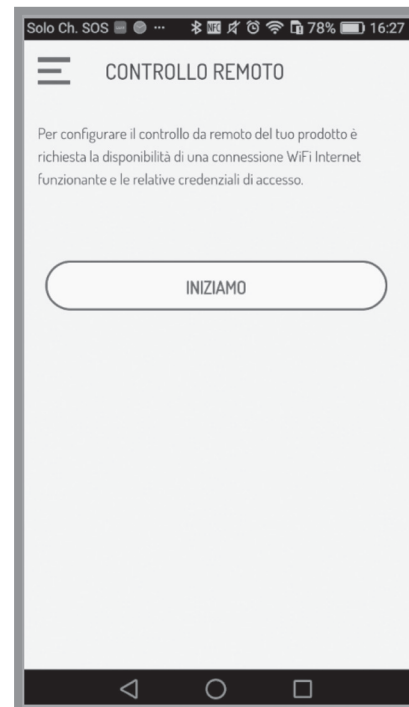 Solo Ch. SOS ··· NFC 78% 16:27
CONTROLLO REMOTO
Per configurare il controllo da remoto del tuo prodotto è
richiesta la disponibilità di una connessione WiFi Internet
funzionante e le relative credenziali di accesso.
INIZIAMO